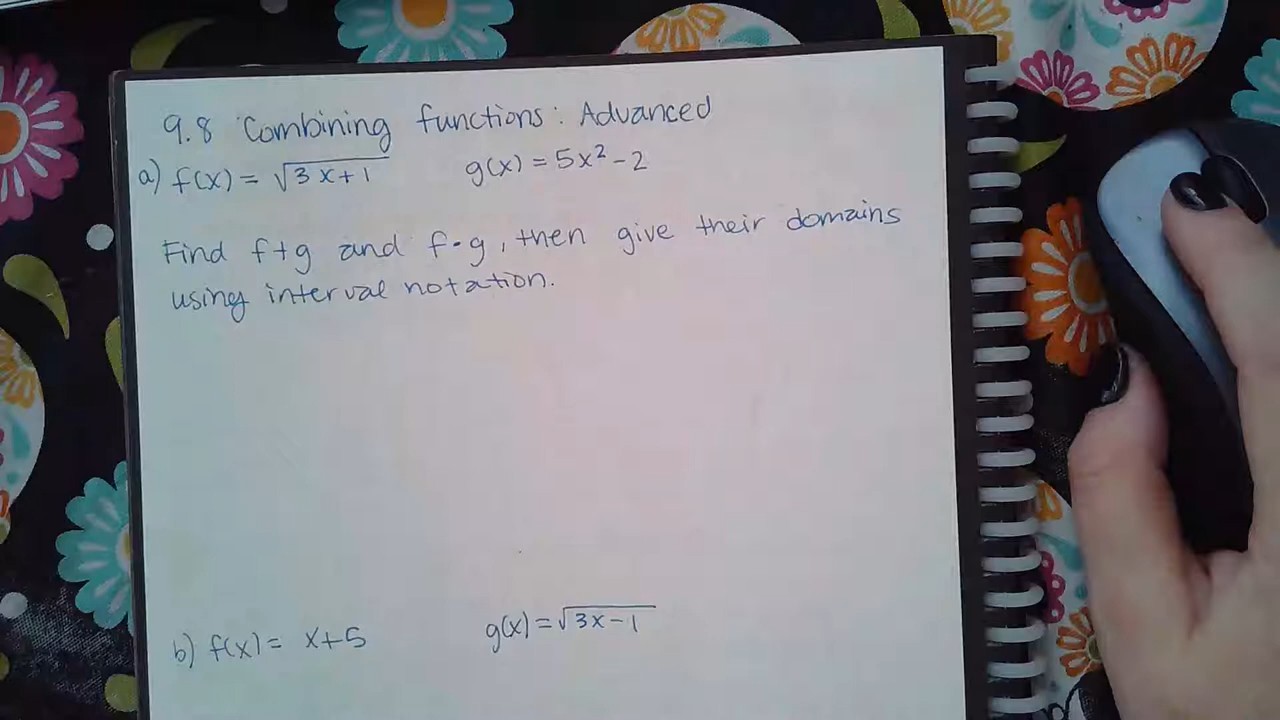 9.8 Combining functions: Advanced
a) f(x) = √3x+1 g(x) = 5x² - 2
Find f+g and f·g, then give their domains
using interval notation.
b) f(x) = x+5 g(x) = √3x-1